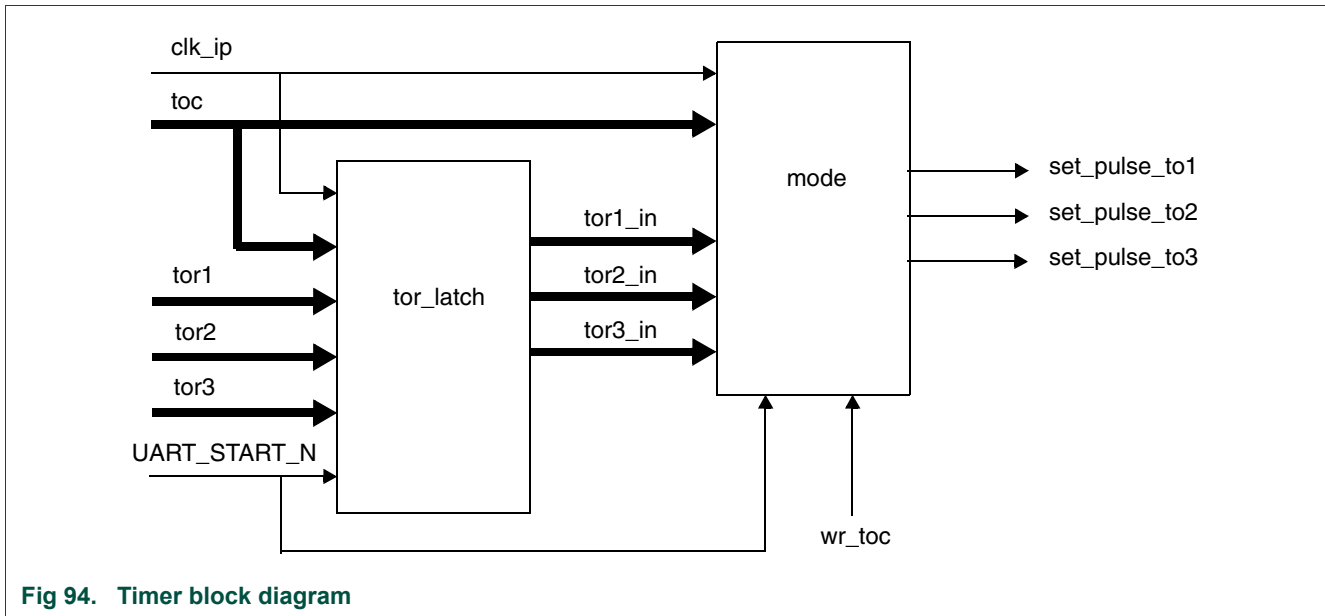 clk_ip
toc
mode
set_pulse_to1
set_pulse_to2
set_pulse_to3
tor1_in
tor2_in
tor3_in
tor_latch
tor1
tor2
tor3
UART_START_N
wr_toc
Fig 94. Timer block diagram